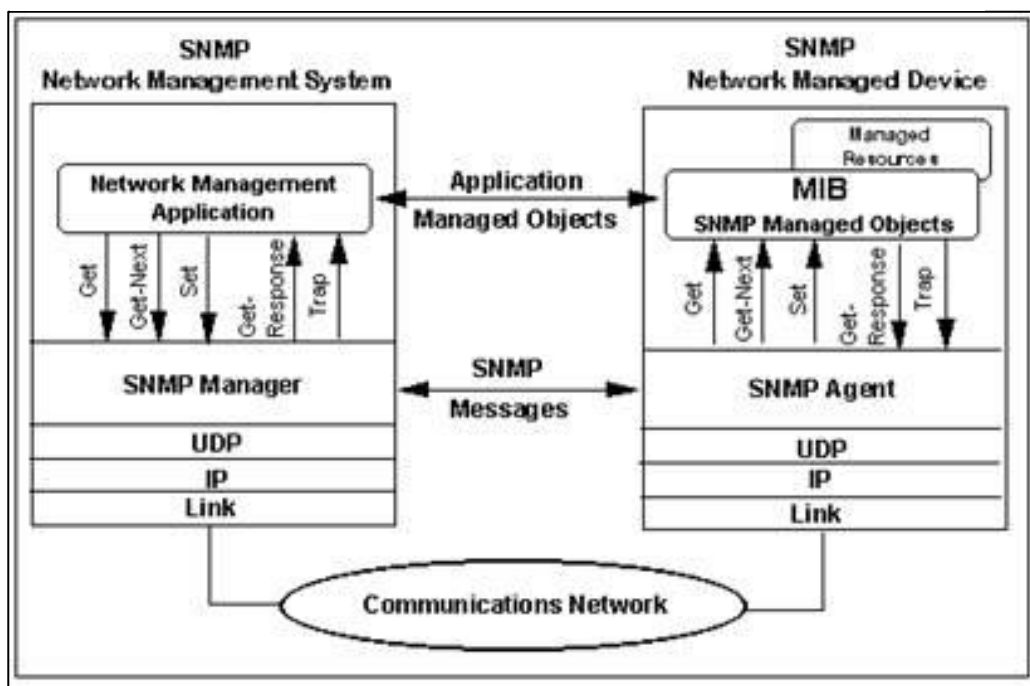 SNMP
Network Management System
SNMP
Network Managed Device
Managed
Resources
Network Management
Application
Application
Managed Objects
MIB
SNMP Managed Objects
Get
Get-Next
Set
Get-
Response
Trap
Get
Get-Next
Set
Get-
Response
Trap
SNMP Manager
SNMP
Messages
SNMP Agent
UDP
IP
Link
UDP
IP
Link
Communications Network